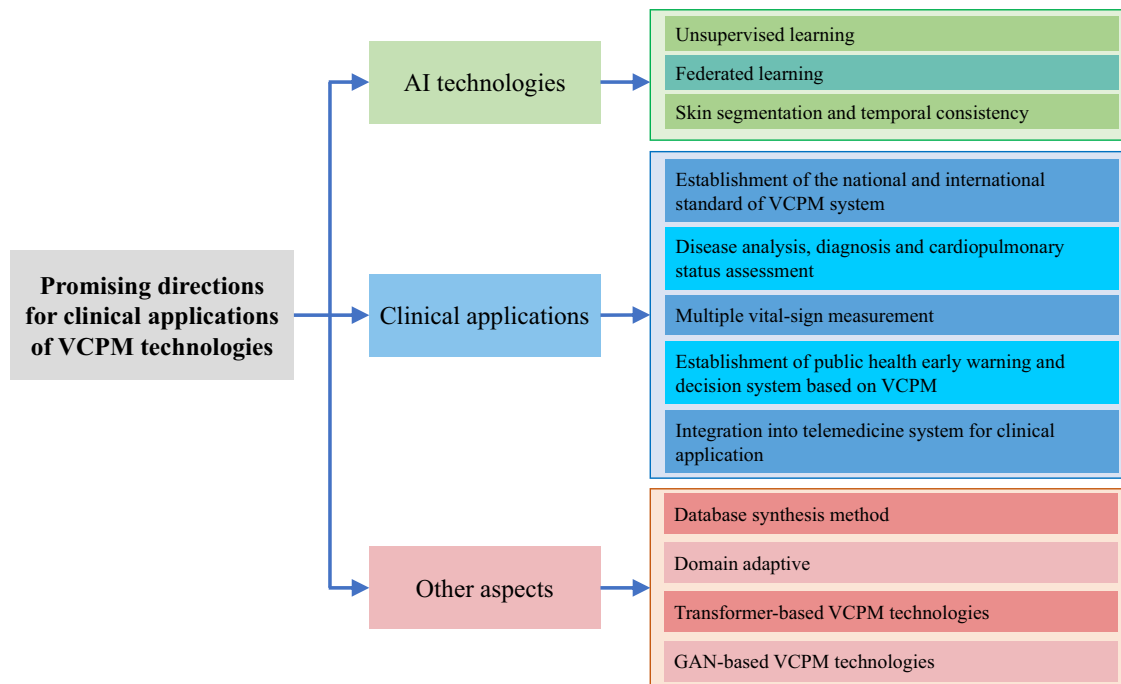 Promising directions
for clinical applications
of VCPM technologies
AI technologies
Unsupervised learning
Federated learning
Skin segmentation and temporal consistency
Clinical applications
Establishment of the national and international
standard of VCPM system
Disease analysis, diagnosis and cardiopulmonary
status assessment
Multiple vital-sign measurement
Establishment of public health early warning and
decision system based on VCPM
Integration into telemedicine system for clinical
application
Other aspects
Database synthesis method
Domain adaptive
Transformer-based VCPM technologies
GAN-based VCPM technologies